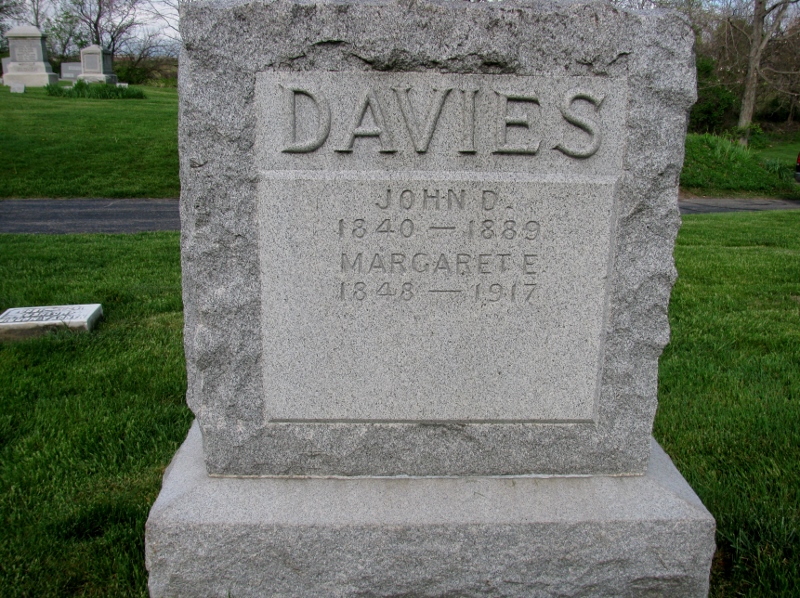 DAVIES
JOHN D.
1840 — 1889
MARGARET E.
1848 — 1917